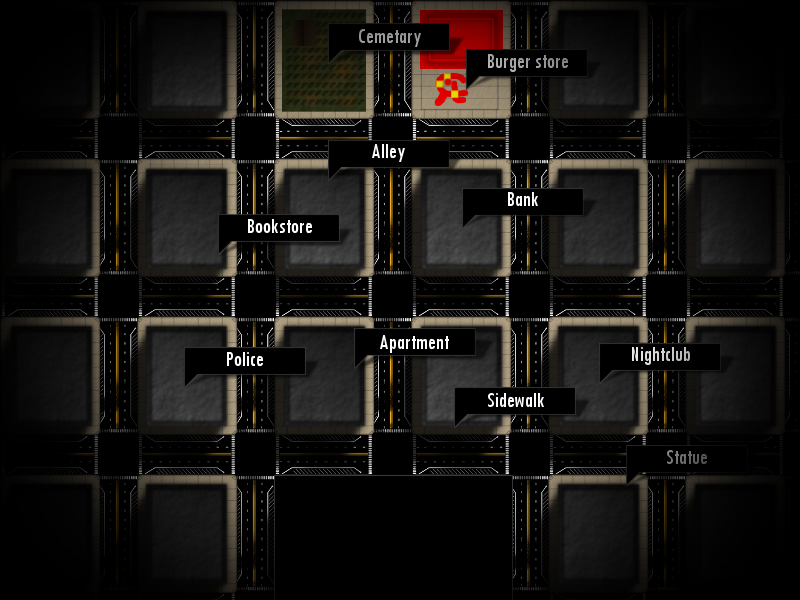 Cemetary
Burger store
Alley
Bank
Bookstore
Apartment
Police
Nightclub
Sidewalk
Statue